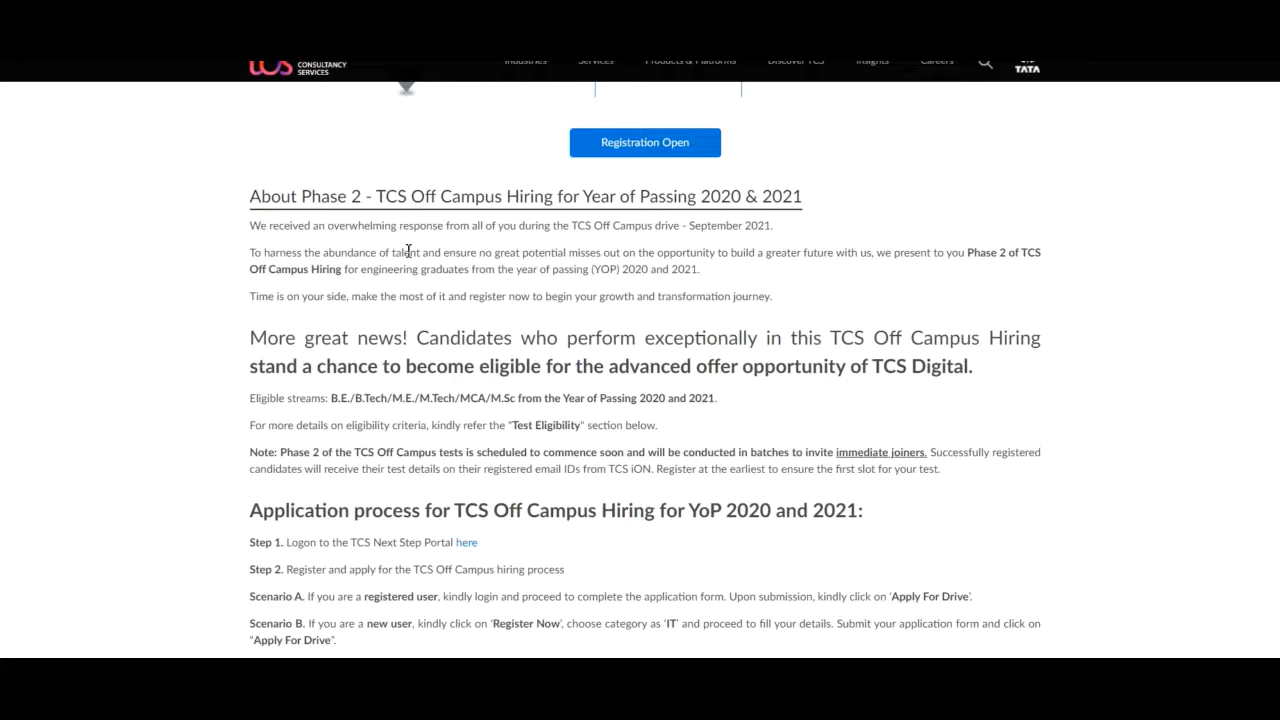 CONSULTANCY
SERVICES
Industries Services Products & Platforms Discover TCS Insights Careers
TATA
Registration Open
About Phase 2 - TCS Off Campus Hiring for Year of Passing 2020 & 2021
We received an overwhelming response from all of you during the TCS Off Campus drive - September 2021.
To harness the abundance of talent and ensure no great potential misses out on the opportunity to build a greater future with us, we present to you Phase 2 of TCS
Off Campus Hiring for engineering graduates from the year of passing (YOP) 2020 and 2021.
Time is on your side, make the most of it and register now to begin your growth and transformation journey.
More great news! Candidates who perform exceptionally in this TCS Off Campus Hiring
stand a chance to become eligible for the advanced offer opportunity of TCS Digital.
Eligible streams: B.E./B.Tech/M.E./M.Tech/MCA/M.Sc from the Year of Passing 2020 and 2021.
For more details on eligibility criteria, kindly refer the "Test Eligibility" section below.
Note: Phase 2 of the TCS Off Campus tests is scheduled to commence soon and will be conducted in batches to invite immediate joiners. Successfully registered
candidates will receive their test details on their registered email IDs from TCS iON. Register at the earliest to ensure the first slot for your test.
Application process for TCS Off Campus Hiring for YoP 2020 and 2021:
Step 1. Logon to the TCS Next Step Portal here
Step 2. Register and apply for the TCS Off Campus hiring process
Scenario A. If you are a registered user, kindly login and proceed to complete the application form. Upon submission, kindly click on 'Apply For Drive'.
Scenario B. If you are a new user, kindly click on 'Register Now', choose category as 'IT' and proceed to fill your details. Submit your application form and click on
"Apply For Drive".